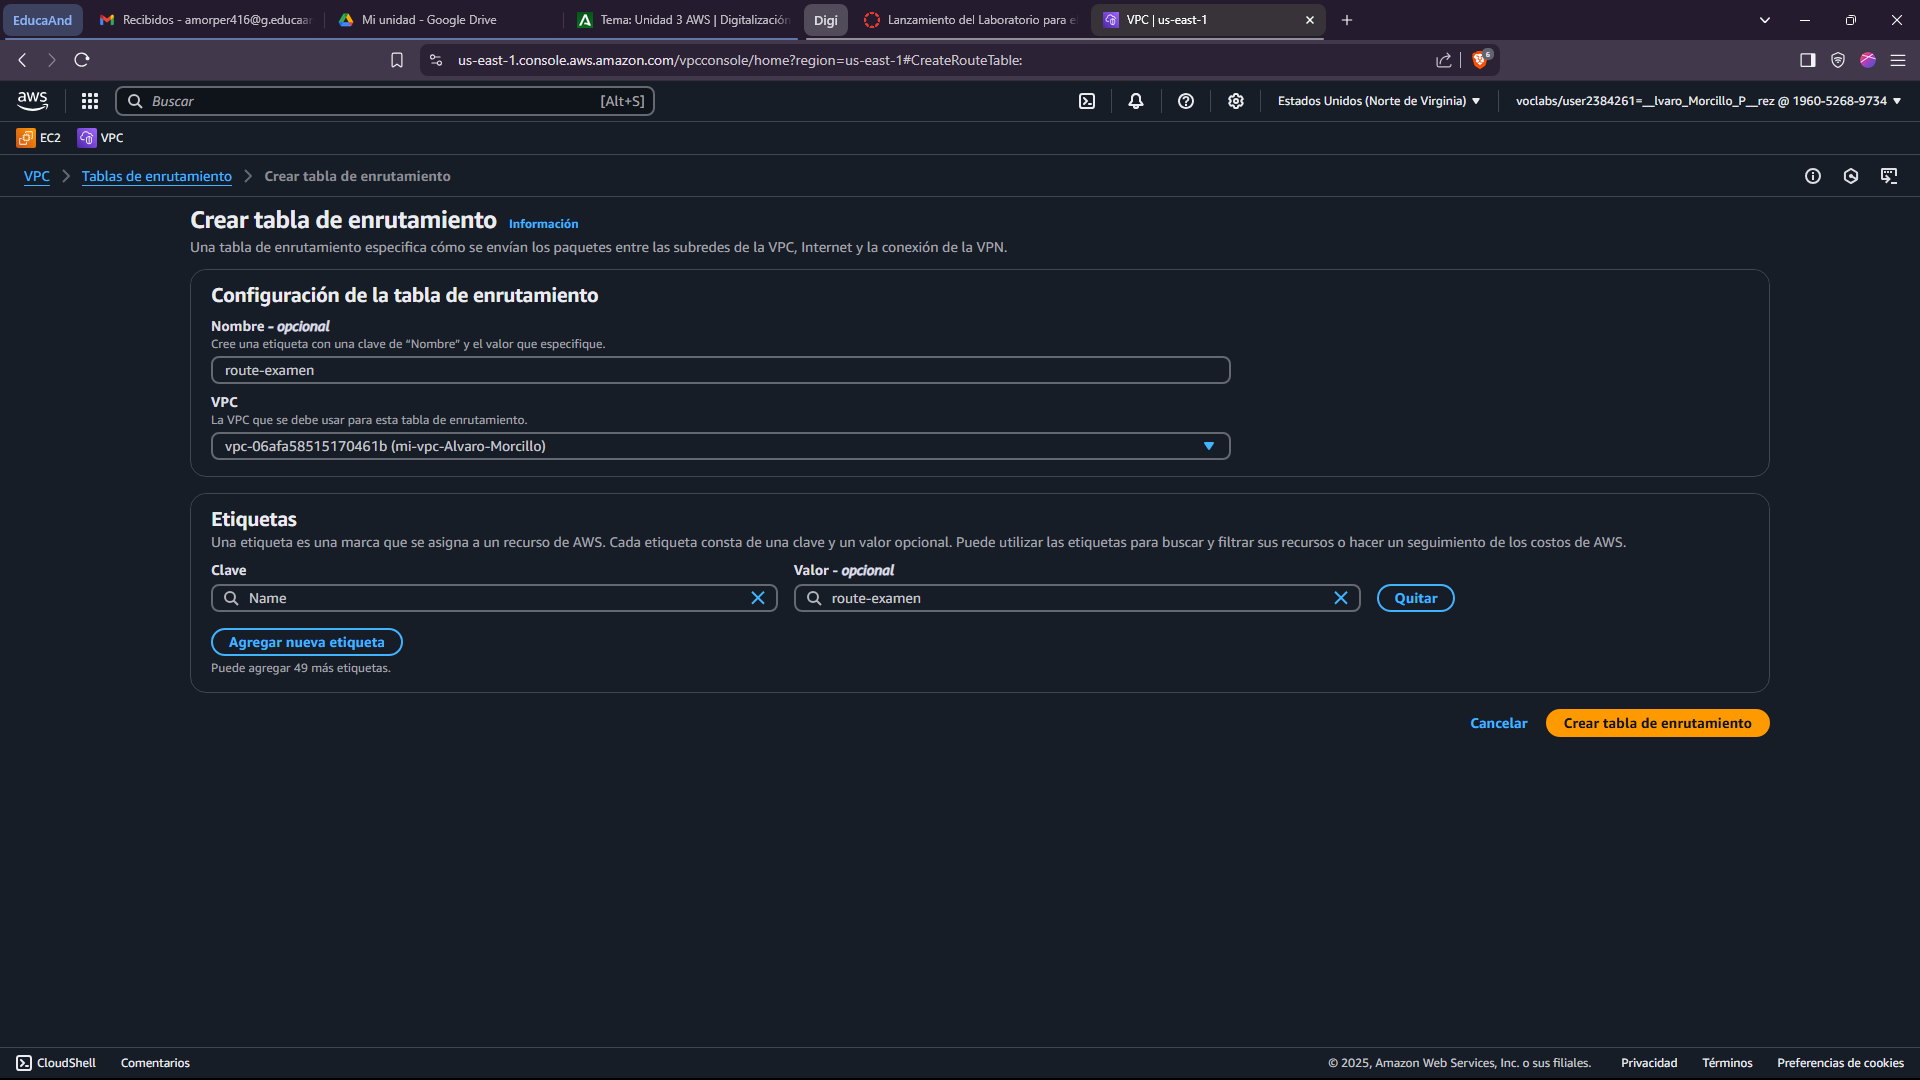 EducaAnd
Recibidos - amorper416@g.educaan
Mi unidad - Google Drive
Tema: Unidad 3 AWS | Digitalización
Digi
Lanzamiento del Laboratorio para e
VPC | us-east-1
us-east-1.console.aws.amazon.com/vpcconsole/home?region=us-east-1#CreateRouteTable:
6
aws
Buscar
[Alt+S]
Estados Unidos (Norte de Virginia)
voclabs/user2384261=__lvaro_Morcillo_P__rez @ 1960-5268-9734
EC2
VPC
VPC
Tablas de enrutamiento
Crear tabla de enrutamiento
Crear tabla de enrutamiento Información
Una tabla de enrutamiento especifica cómo se envían los paquetes entre las subredes de la VPC, Internet y la conexión de la VPN.
Configuración de la tabla de enrutamiento
Nombre - opcional
Cree una etiqueta con una clave de “Nombre” y el valor que especifique.
route-examen
VPC
La VPC que se debe usar para esta tabla de enrutamiento.
vpc-06afa58515170461b (mi-vpc-Alvaro-Morcillo)
Etiquetas
Una etiqueta es una marca que se asigna a un recurso de AWS. Cada etiqueta consta de una clave y un valor opcional. Puede utilizar las etiquetas para buscar y filtrar sus recursos o hacer un seguimiento de los costos de AWS.
Clave
Valor - opcional
Name
route-examen
Quitar
Agregar nueva etiqueta
Puede agregar 49 más etiquetas.
Cancelar
Crear tabla de enrutamiento
CloudShell
Comentarios
© 2025, Amazon Web Services, Inc. o sus filiales.
Privacidad
Términos
Preferencias de cookies